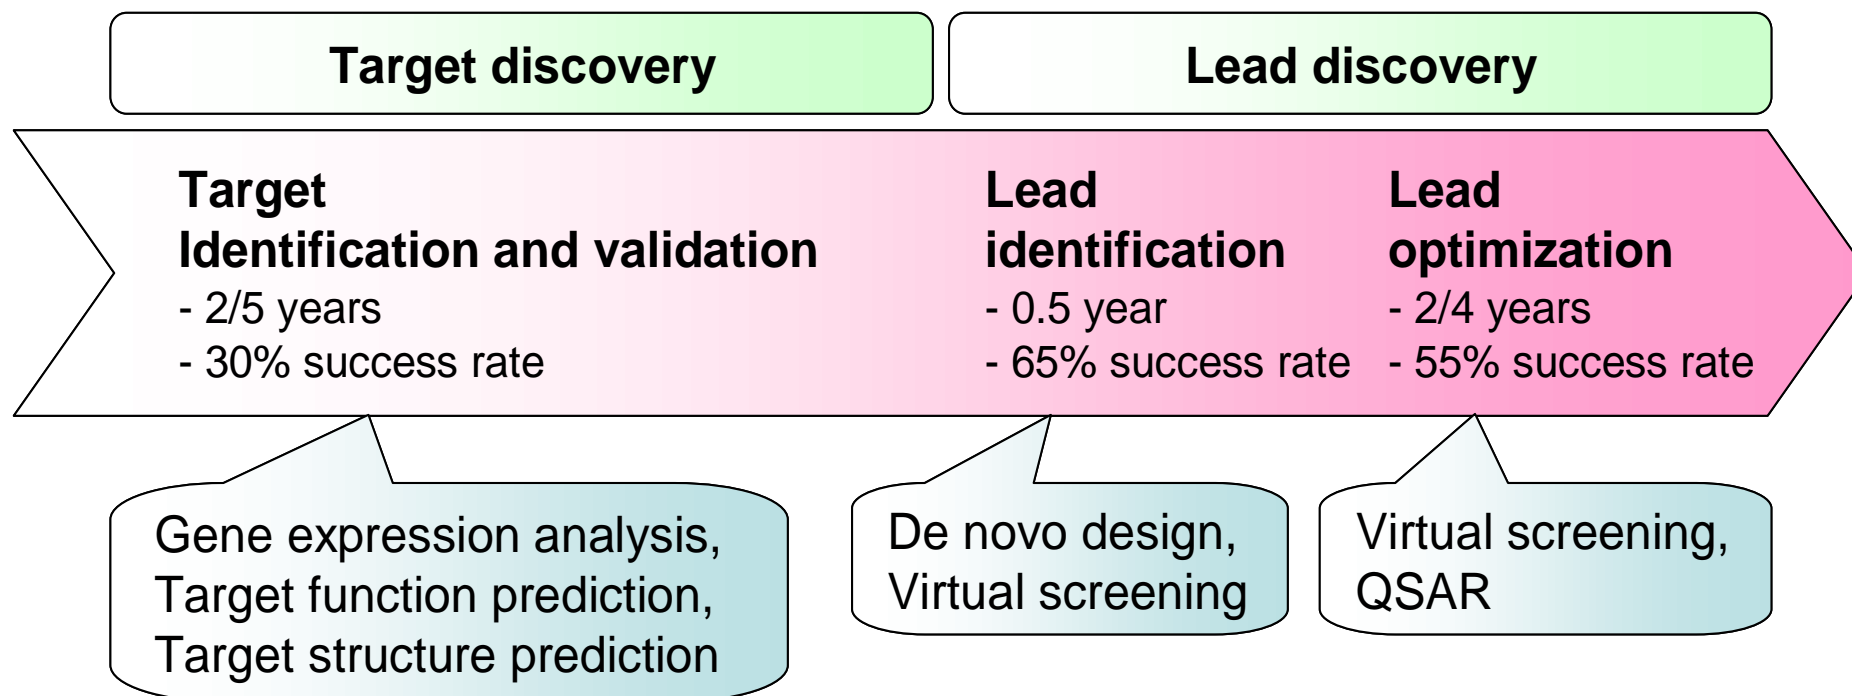 Target discovery
Lead discovery
Target
Identification and validation
- 2/5 years
- 30% success rate
Lead
identification
- 0.5 year
- 65% success rate
Lead
optimization
- 2/4 years
- 55% success rate
Gene expression analysis,
Target function prediction,
Target structure prediction
De novo design,
Virtual screening
Virtual screening,
QSAR